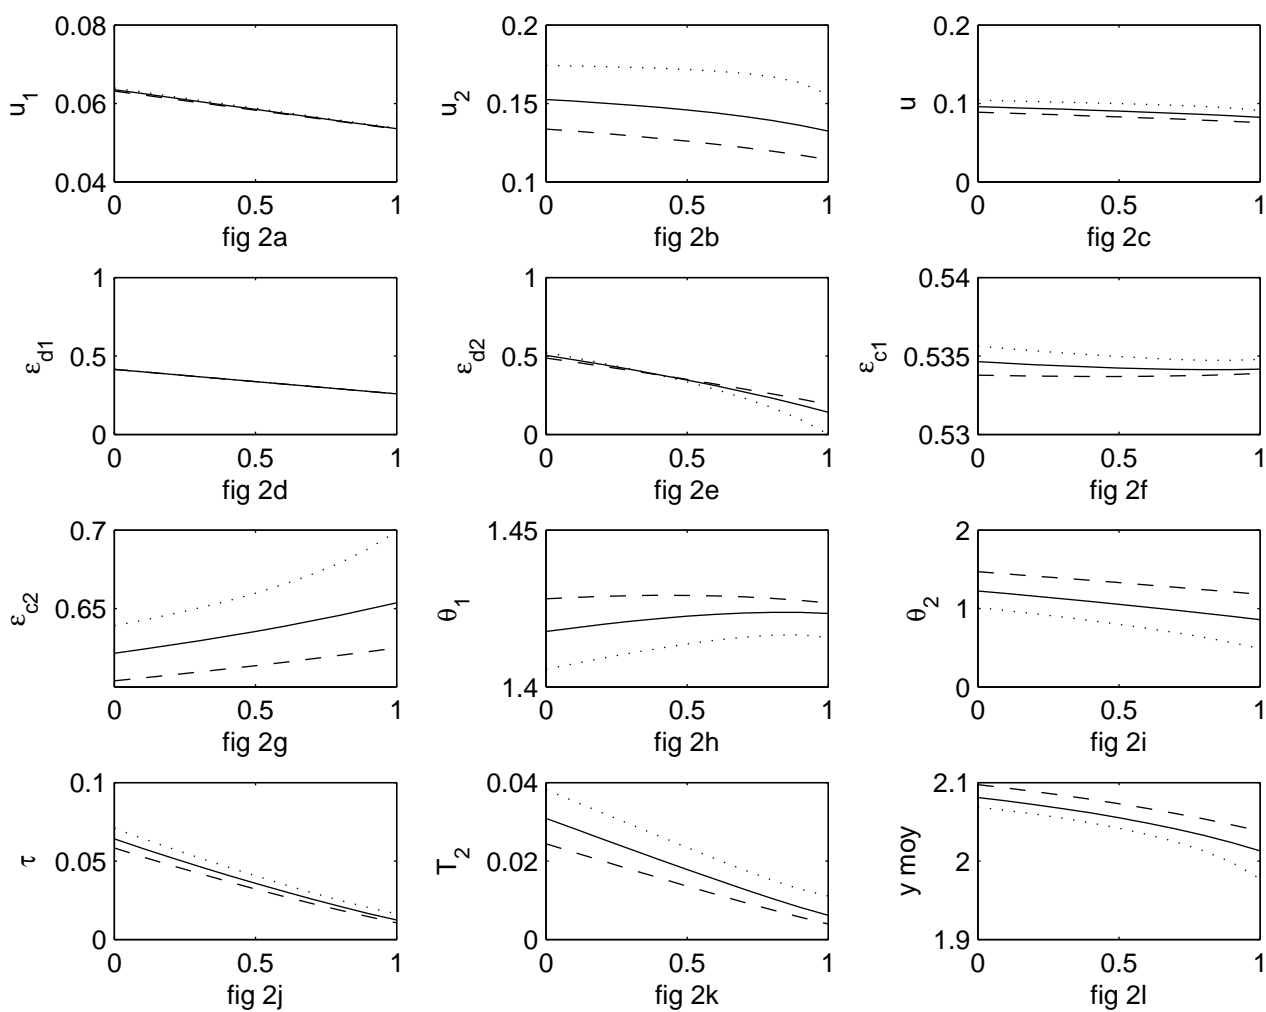 0.08
u1
0.06
0.04
0 0.5 1
fig 2a
0.2
u2
0.15
0.1
0 0.5 1
fig 2b
0.2
u
0.1
0
0 0.5 1
fig 2c
1
εd1
0.5
0
0 0.5 1
fig 2d
1
εd2
0.5
0
0 0.5 1
fig 2e
0.54
εc1
0.535
0.53
0 0.5 1
fig 2f
0.7
εc2
0.65
0 0.5 1
fig 2g
1.45
θ1
1.4
0 0.5 1
fig 2h
2
θ2
1
0
0 0.5 1
fig 2i
0.1
τ
0.05
0
0 0.5 1
fig 2j
0.04
T2
0.02
0
0 0.5 1
fig 2k
2.1
y moy
2
1.9
0 0.5 1
fig 2l